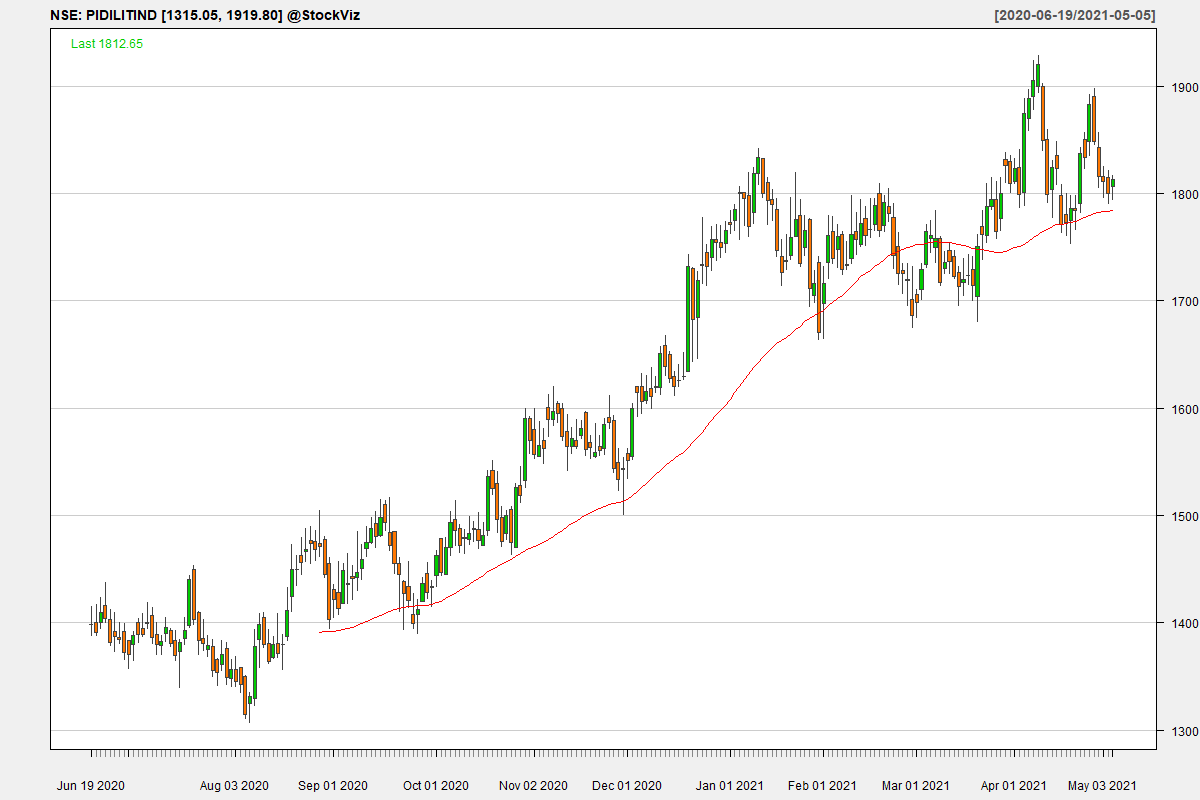 NSE: PIDILITIND [1315.05, 1919.80] @StockViz
[2020-06-19/2021-05-05]
Last 1812.65
1900
1800
1700
1600
1500
1400
1300
Jun 19 2020
Aug 03 2020
Sep 01 2020
Oct 01 2020
Nov 02 2020
Dec 01 2020
Jan 01 2021
Feb 01 2021
Mar 01 2021
Apr 01 2021
May 03 2021